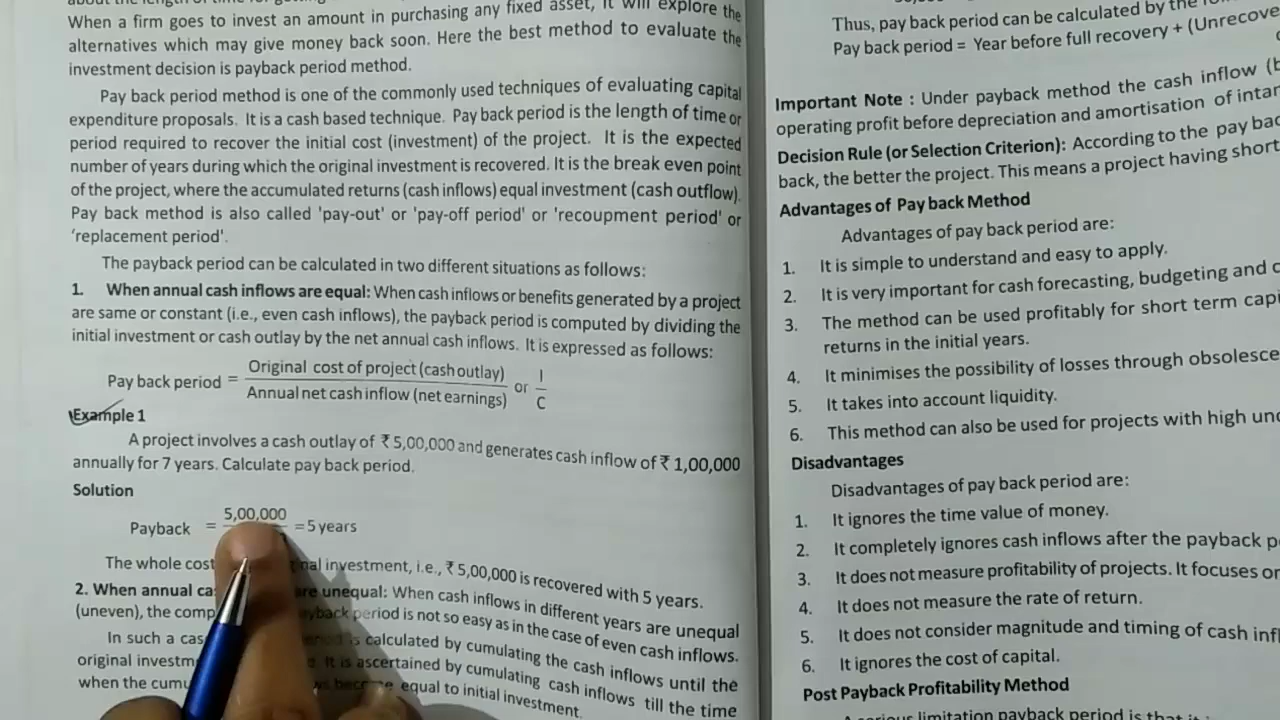 When a firm goes to invest an amount in purchasing any fixed asset, it will explore the
alternatives which may give money back soon. Here the best method to evaluate the
investment decision is payback period method.
Pay back period method is one of the commonly used techniques of evaluating capital
expenditure proposals. It is a cash based technique. Pay back period is the length of time or
period required to recover the initial cost (investment) of the project. It is the expected
number of years during which the original investment is recovered. It is the break even point
of the project, where the accumulated returns (cash inflows) equal investment (cash outflow).
Pay back method is also called 'pay-out' or 'pay-off period' or 'recoupment period' or
'replacement period'.
The payback period can be calculated in two different situations as follows:
1. When annual cash inflows are equal: When cash inflows or benefits generated by a project
are same or constant (i.e., even cash inflows), the payback period is computed by dividing the
initial investment or cash outlay by the net annual cash inflows. It is expressed as follows:
Pay back period = Original cost of project (cash outlay) / Annual net cash inflow (net earnings) or I / C
Example 1
A project involves a cash outlay of ₹ 5,00,000 and generates cash inflow of ₹ 1,00,000
annually for 7 years. Calculate pay back period.
Solution
Payback = 5,00,000 = 5 years
The whole cost nal investment, i.e., ₹ 5,00,000 is recovered with 5 years.
2. When annual ca are unequal: When cash inflows in different years are unequal
(uneven), the comp yback period is not so easy as in the case of even cash inflows.
In such a cas is calculated by cumulating the cash inflows until the
original investm It is ascertained by cumulating cash inflows till the time
when the cumu equal to initial investment.
Thus, pay back period can be calculated by the
Pay back period = Year before full recovery + (Unrecove
Important Note : Under payback method the cash inflow (b
operating profit before depreciation and amortisation of intan
Decision Rule (or Selection Criterion): According to the pay bac
back, the better the project. This means a project having short
Advantages of Pay back Method
Advantages of pay back period are:
1. It is simple to understand and easy to apply.
2. It is very important for cash forecasting, budgeting and c
3. The method can be used profitably for short term capi
returns in the initial years.
4. It minimises the possibility of losses through obsolesce
5. It takes into account liquidity.
6. This method can also be used for projects with high unc
Disadvantages
Disadvantages of pay back period are:
1. It ignores the time value of money.
2. It completely ignores cash inflows after the payback p
3. It does not measure profitability of projects. It focuses on
4. It does not measure the rate of return.
5. It does not consider magnitude and timing of cash infl
6. It ignores the cost of capital.
Post Payback Profitability Method